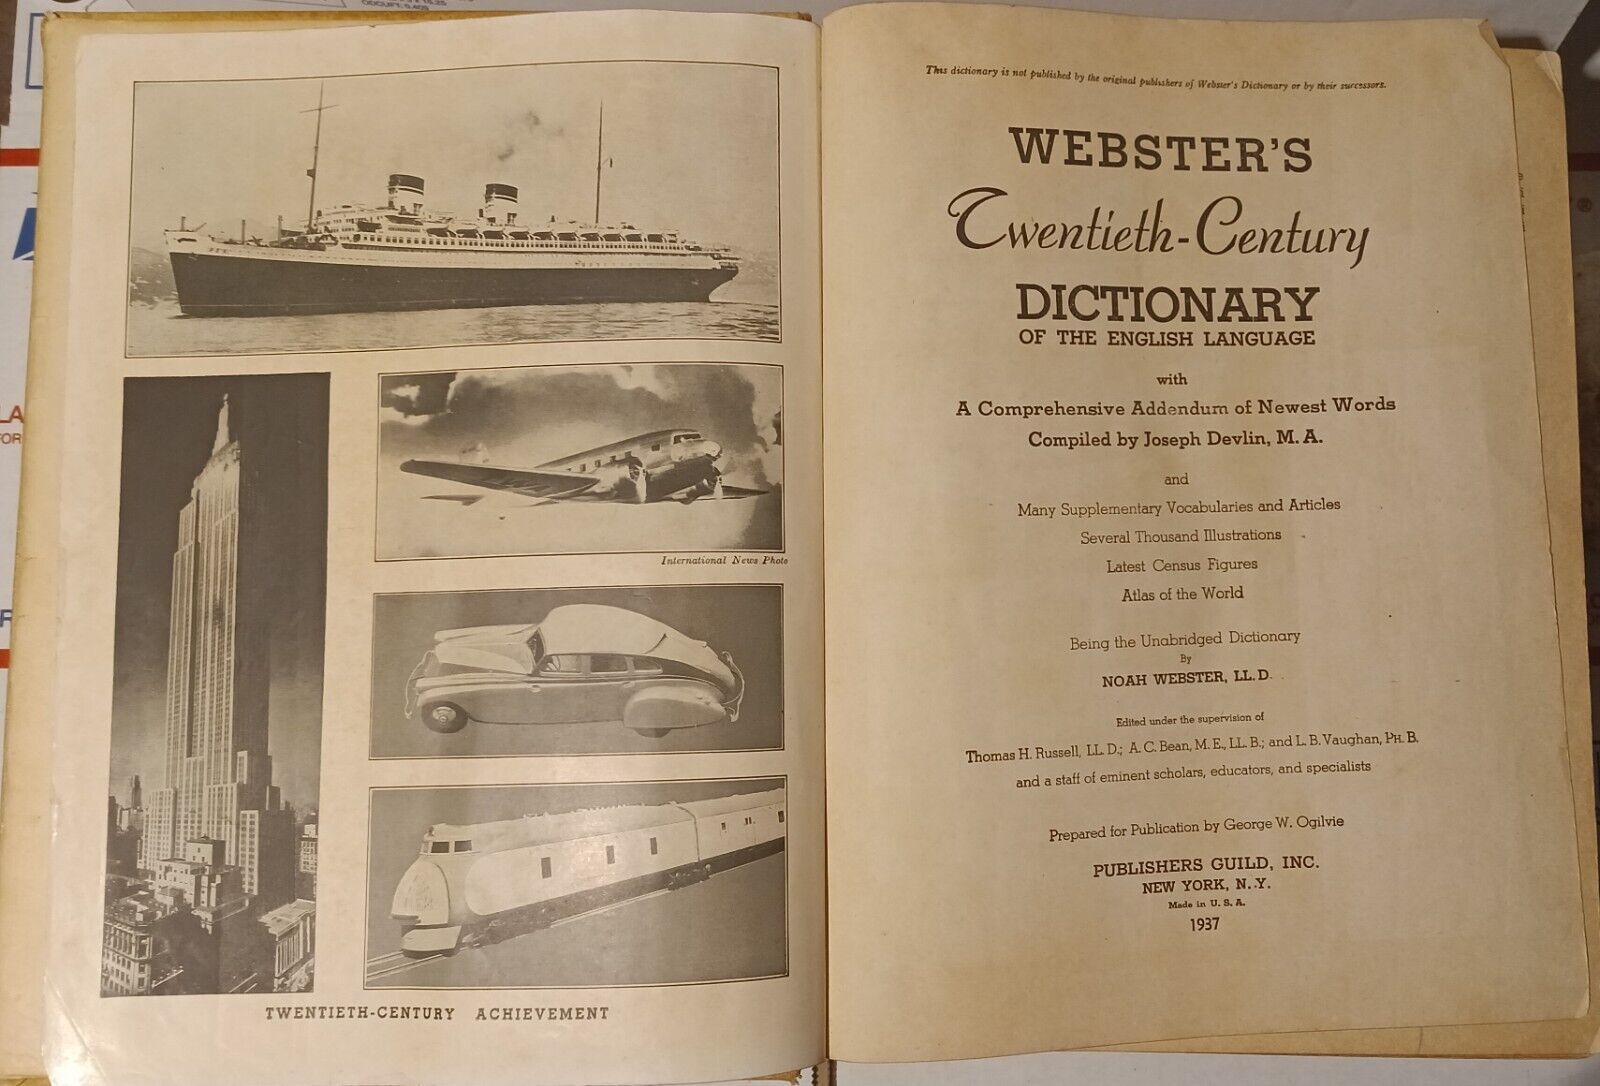 International News Photo
TWENTIETH-CENTURY ACHIEVEMENT
This dictionary is not published by the original publishers of Webster's Dictionary or by their successors.
WEBSTER'S
Twentieth-Century
DICTIONARY
OF THE ENGLISH LANGUAGE
with
A Comprehensive Addendum of Newest Words
Compiled by Joseph Devlin, M. A.
and
Many Supplementary Vocabularies and Articles
Several Thousand Illustrations
Latest Census Figures
Atlas of the World
Being the Unabridged Dictionary
By
NOAH WEBSTER, LL. D.
Edited under the supervision of
Thomas H. Russell, LL. D.; A. C. Bean, M. E., LL. B.; and L. B. Vaughan, PH. B.
and a staff of eminent scholars, educators, and specialists
Prepared for Publication by George W. Ogilvie
PUBLISHERS GUILD, INC.
NEW YORK, N. Y.
Made in U. S. A.
1937